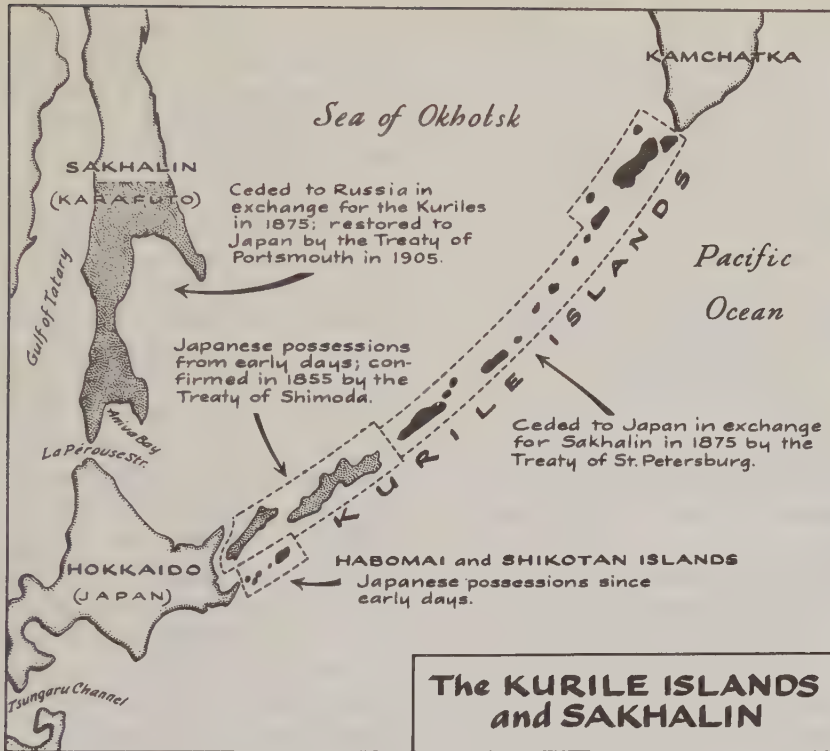 KAMCHATKA
Sea of Okhotsk
SAKHALIN
(KARAFUTO)
Ceded to Russia in
exchange for the Kuriles
in 1875; restored to
Japan by the Treaty of
Portsmouth in 1905.
Pacific
Ocean
Gulf of Tatary
KURILE ISLANDS
Japanese possessions
from early days; con-
firmed in 1855 by the
Treaty of Shimoda.
Aniva Bay
La Pérouse Str.
Ceded to Japan in exchange
for Sakhalin in 1875 by the
Treaty of St. Petersburg.
HOKKAIDO
(JAPAN)
HABOMAI and SHIKOTAN ISLANDS
Japanese possessions since
early days.
Tsungaru Channel
The KURILE ISLANDS
and SAKHALIN